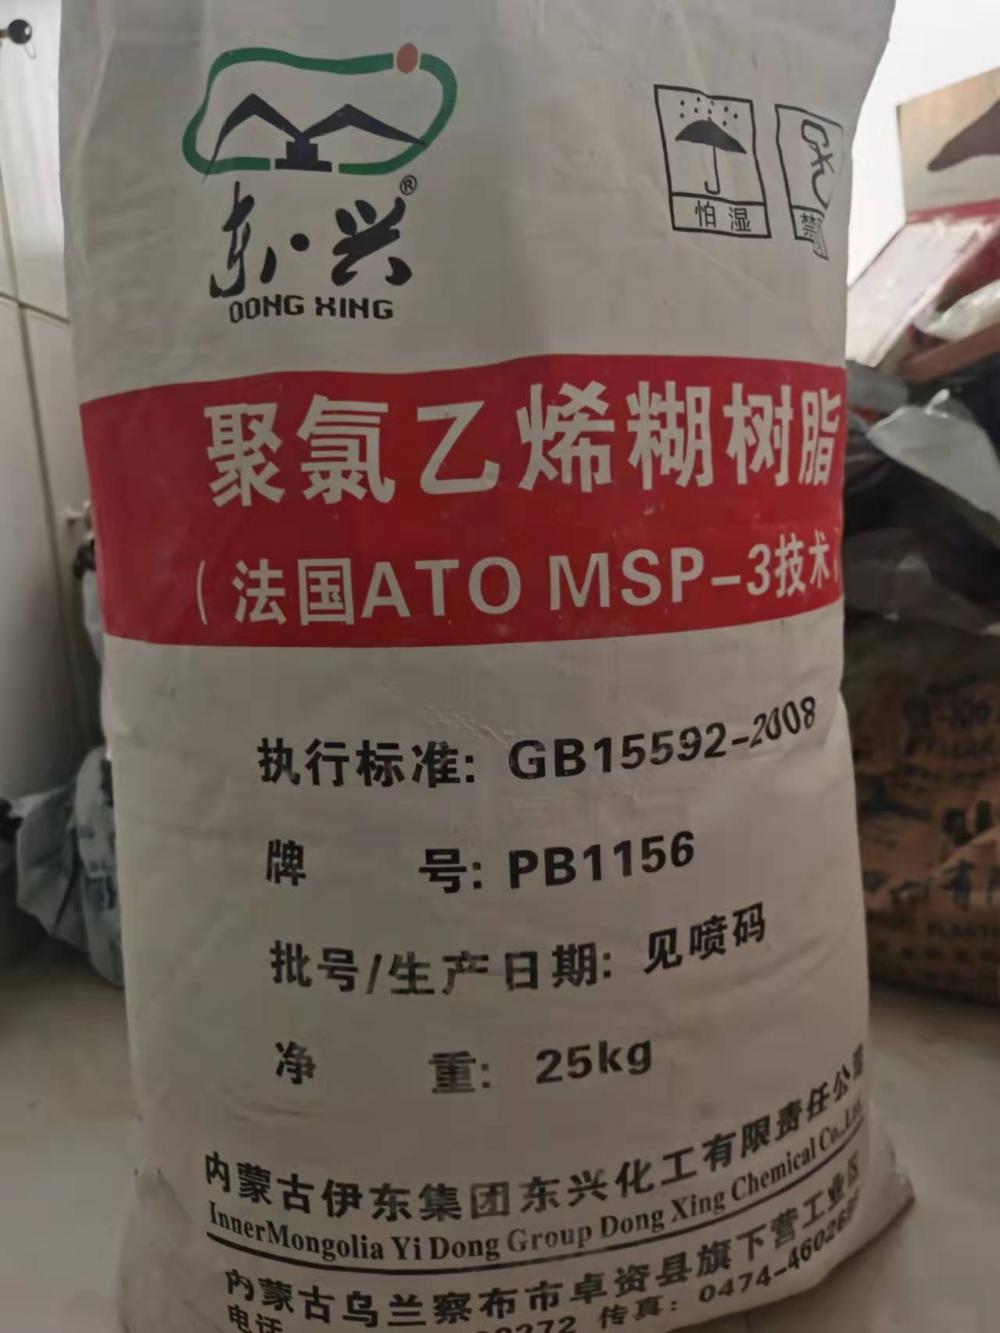 怕湿
禁
东·兴®
DONG XING
聚氯乙烯糊树脂
（法国ATO MSP-3技术）
执行标准: GB15592-2008
牌 号: PB1156
批号/生产日期: 见喷码
净 重: 25kg
内蒙古伊东集团东兴化工有限责任公司
InnerMongolia Yi Dong Group Dong Xing Chemical Co.,Ltd.
内蒙古乌兰察布市卓资县旗下营工业区
电话 传真: 0474-46026